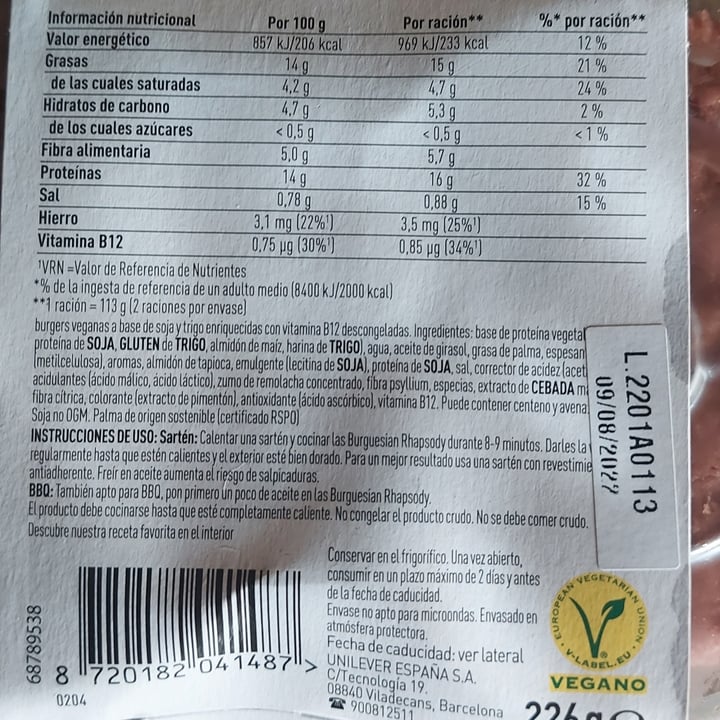 Información nutricional Por 100 g Por ración** %* por ración**
Valor energético 857 kJ/206 kcal 969 kJ/233 kcal 12 %
Grasas 14 g 15 g 21 %
de las cuales saturadas 4,2 g 4,7 g 24 %
Hidratos de carbono 4,7 g 5,3 g 2 %
de los cuales azúcares < 0,5 g < 0,5 g < 1 %
Fibra alimentaria 5,0 g 5,7 g
Proteínas 14 g 16 g 32 %
Sal 0,78 g 0,88 g 15 %
Hierro 3,1 mg (22%¹) 3,5 mg (25%¹)
Vitamina B12 0,75 µg (30%¹) 0,85 µg (34%¹)
¹VRN =Valor de Referencia de Nutrientes
*% de la ingesta de referencia de un adulto medio (8400 kJ/2000 kcal)
**1 ración = 113 g (2 raciones por envase)
burgers veganas a base de soja y trigo enriquecidas con vitamina B12 descongeladas. Ingredientes: base de proteína vegetal
proteína de SOJA, GLUTEN de TRIGO, almidón de maíz, harina de TRIGO), agua, aceite de girasol, grasa de palma, espesan
(metilcelulosa), aromas, almidón de tapioca, emulgente (lecitina de SOJA), proteína de SOJA, sal, corrector de acidez (acet
acidulantes (ácido málico, ácido láctico), zumo de remolacha concentrado, fibra psyllium, especias, extracto de CEBADA m
fibra cítrica, colorante (extracto de pimentón), antioxidante (ácido ascórbico), vitamina B12. Puede contener centeno y avena.
Soja no OGM. Palma de origen sostenible (certificado RSPO)
INSTRUCCIONES DE USO: Sartén: Calentar una sartén y cocinar las Burguesian Rhapsody durante 8-9 minutos. Darles la v
regularmente hasta que estén calientes y el exterior esté bien dorado. Para un mejor resultado usa una sartén con revestimie
antiadherente. Freír en aceite aumenta el riesgo de salpicaduras.
BBQ: También apto para BBQ, pon primero un poco de aceite en las Burguesian Rhapsody.
El producto debe cocinarse hasta que esté completamente caliente. No congelar el producto crudo. No se debe comer crudo.
Descubre nuestra receta favorita en el interior
L.2201A0113
09/08/2022
Conservar en el frigorífico. Una vez abierto,
consumir en un plazo máximo de 2 días y antes
de la fecha de caducidad.
Envase no apto para microondas. Envasado en
atmósfera protectora.
Fecha de caducidad: ver lateral
UNILEVER ESPAÑA S.A.
C/Tecnología 19.
08840 Viladecans, Barcelona
☎ 900812511
68789538
8 720182 041487 >
0204
EUROPEAN VEGETARIAN UNION
V-LABEL.EU
VEGANO
226 g